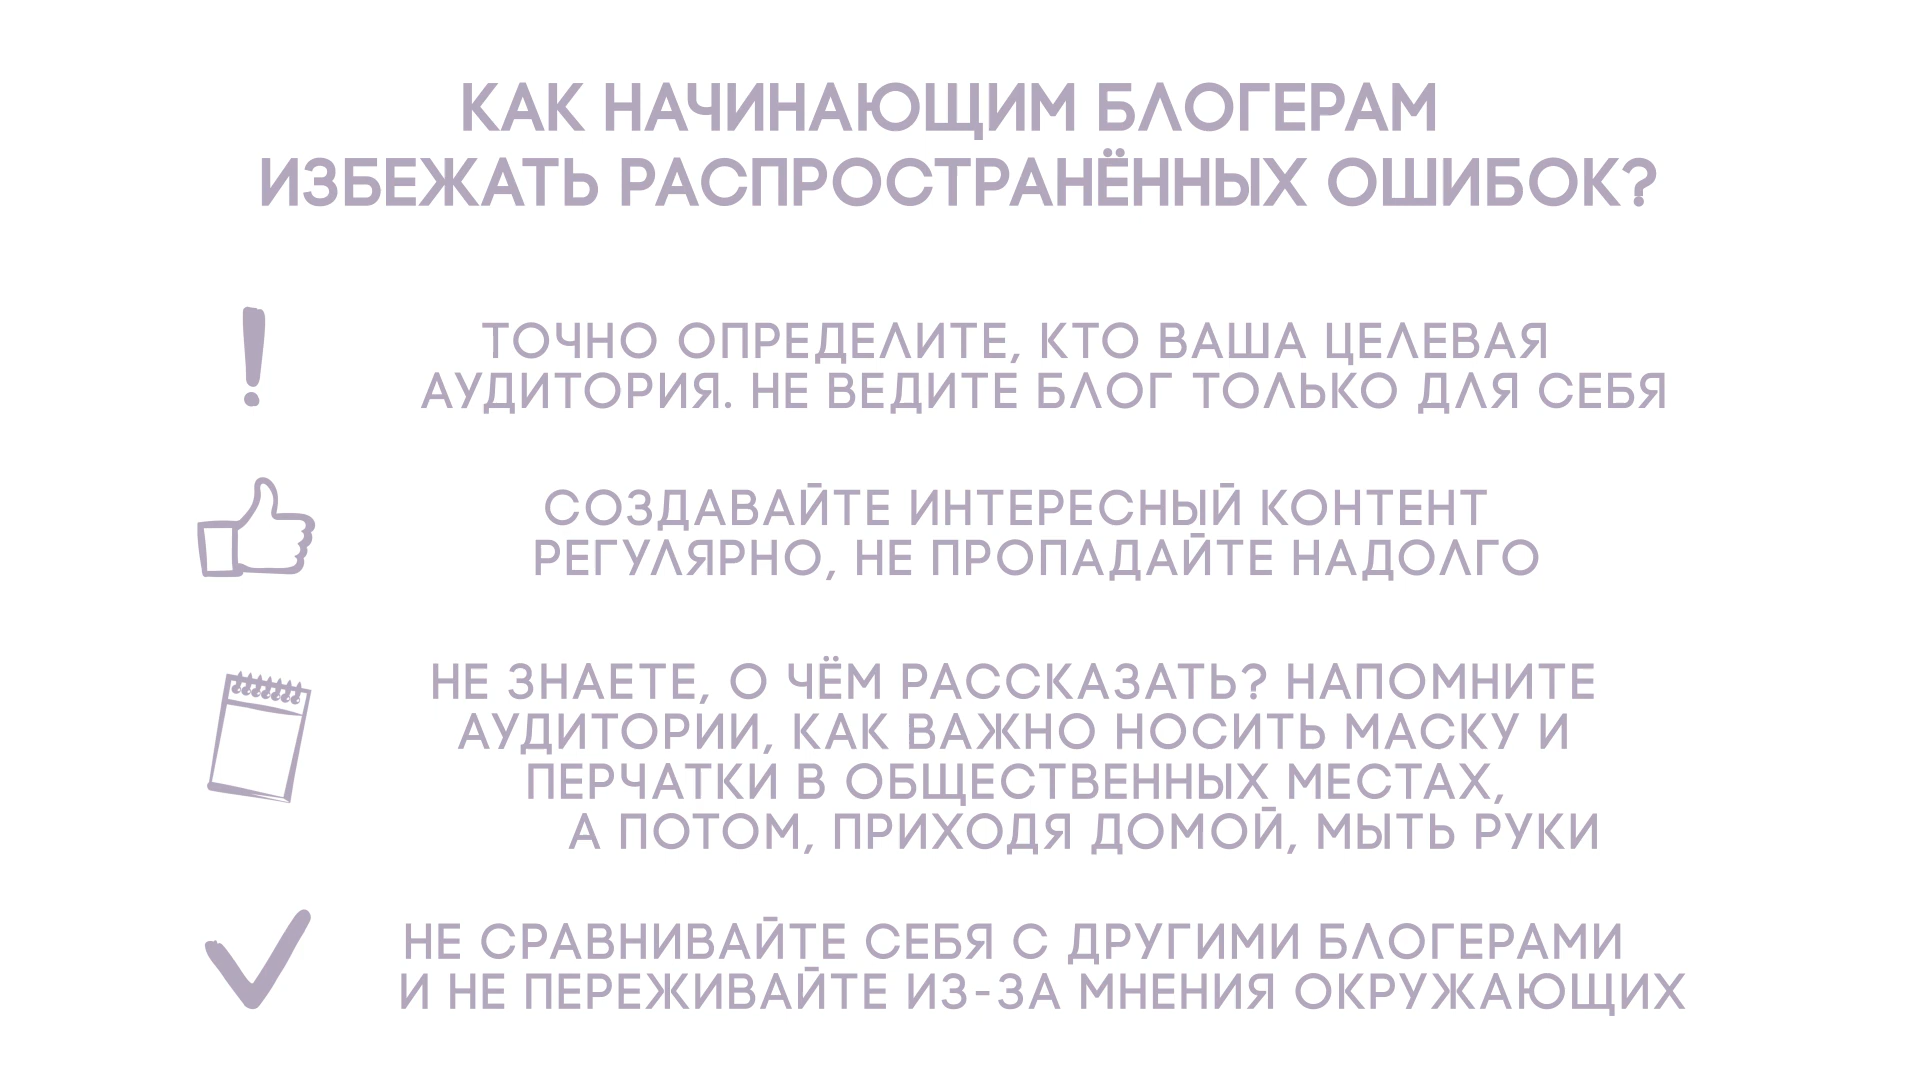 КАК НАЧИНАЮЩИМ БЛОГЕРАМ
ИЗБЕЖАТЬ РАСПРОСТРАНЁННЫХ ОШИБОК?
ТОЧНО ОПРЕДЕЛИТЕ, КТО ВАША ЦЕЛЕВАЯ
АУДИТОРИЯ. НЕ ВЕДИТЕ БЛОГ ТОЛЬКО ДЛЯ СЕБЯ
СОЗДАВАЙТЕ ИНТЕРЕСНЫЙ КОНТЕНТ
РЕГУЛЯРНО, НЕ ПРОПАДАЙТЕ НАДОЛГО
НЕ ЗНАЕТЕ, О ЧЁМ РАССКАЗАТЬ? НАПОМНИТЕ
АУДИТОРИИ, КАК ВАЖНО НОСИТЬ МАСКУ И
ПЕРЧАТКИ В ОБЩЕСТВЕННЫХ МЕСТАХ,
А ПОТОМ, ПРИХОДЯ ДОМОЙ, МЫТЬ РУКИ
НЕ СРАВНИВАЙТЕ СЕБЯ С ДРУГИМИ БЛОГЕРАМИ
И НЕ ПЕРЕЖИВАЙТЕ ИЗ-ЗА МНЕНИЯ ОКРУЖАЮЩИХ